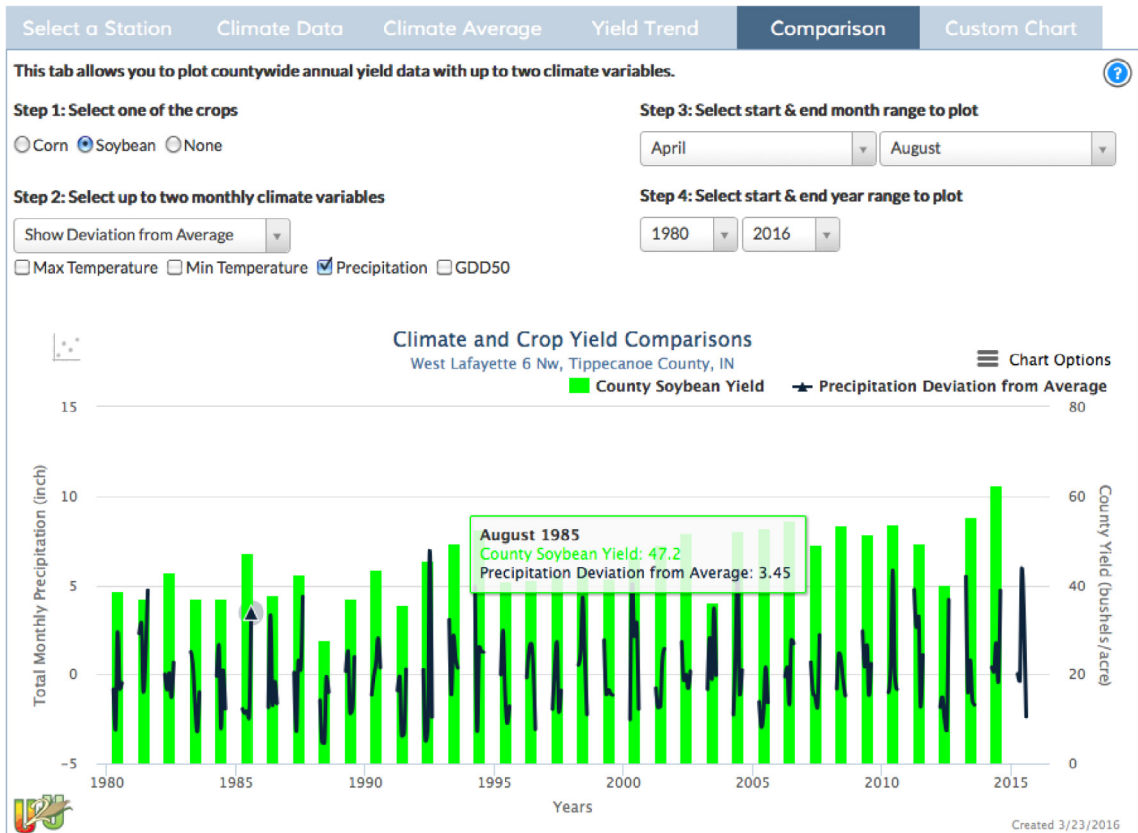 Select a Station Climate Data Climate Average Yield Trend Comparison Custom Chart
This tab allows you to plot countywide annual yield data with up to two climate variables.
?
Step 1: Select one of the crops
Corn Soybean None
Step 3: Select start & end month range to plot
April August
Step 2: Select up to two monthly climate variables
Show Deviation from Average
Max Temperature Min Temperature Precipitation GDD50
Step 4: Select start & end year range to plot
1980 2016
Climate and Crop Yield Comparisons
West Lafayette 6 Nw, Tippecanoe County, IN
Chart Options
County Soybean Yield Precipitation Deviation from Average
Total Monthly Precipitation (inch)
15
10
5
0
-5
August 1985
County Soybean Yield: 47.2
Precipitation Deviation from Average: 3.45
80
60
40
20
0
County Yield (bushels/acre)
1980 1985 1990 1995 2000 2005 2010 2015
Years
U2U
Created 3/23/2016